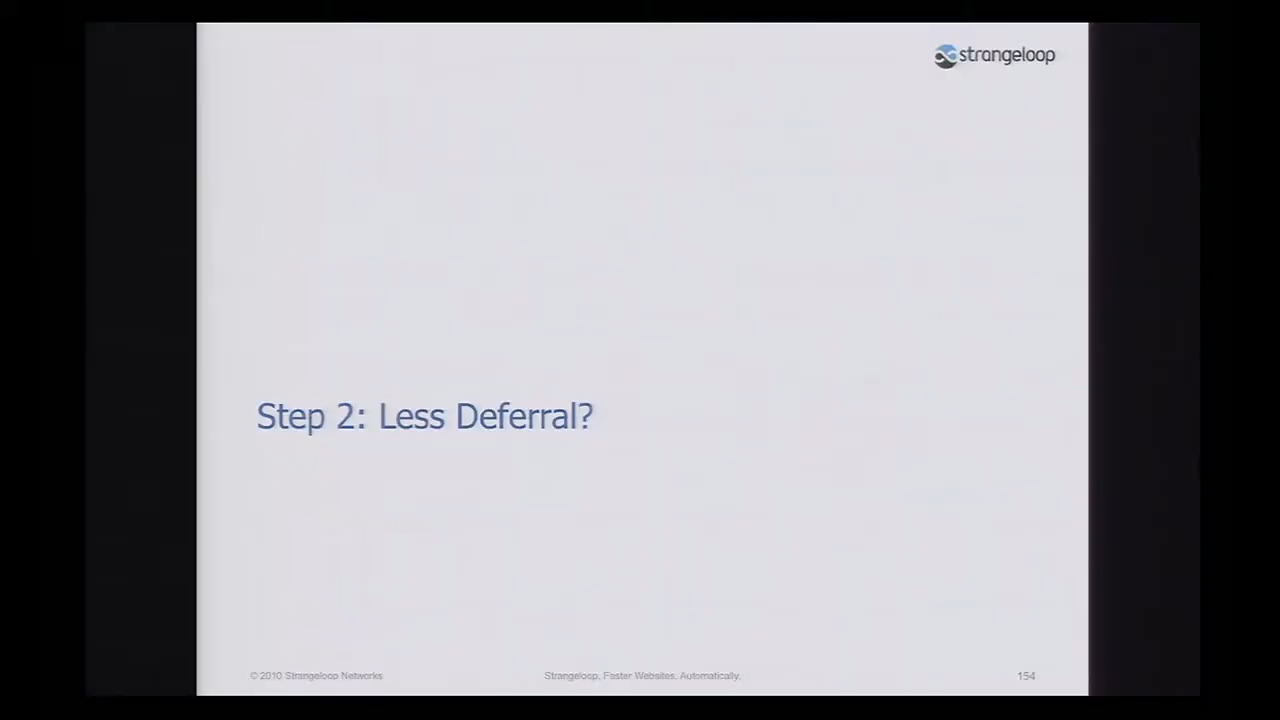 strangeloop
Step 2: Less Deferral?
© 2010 Strangeloop Networks
Strangeloop. Faster Websites. Automatically.
154